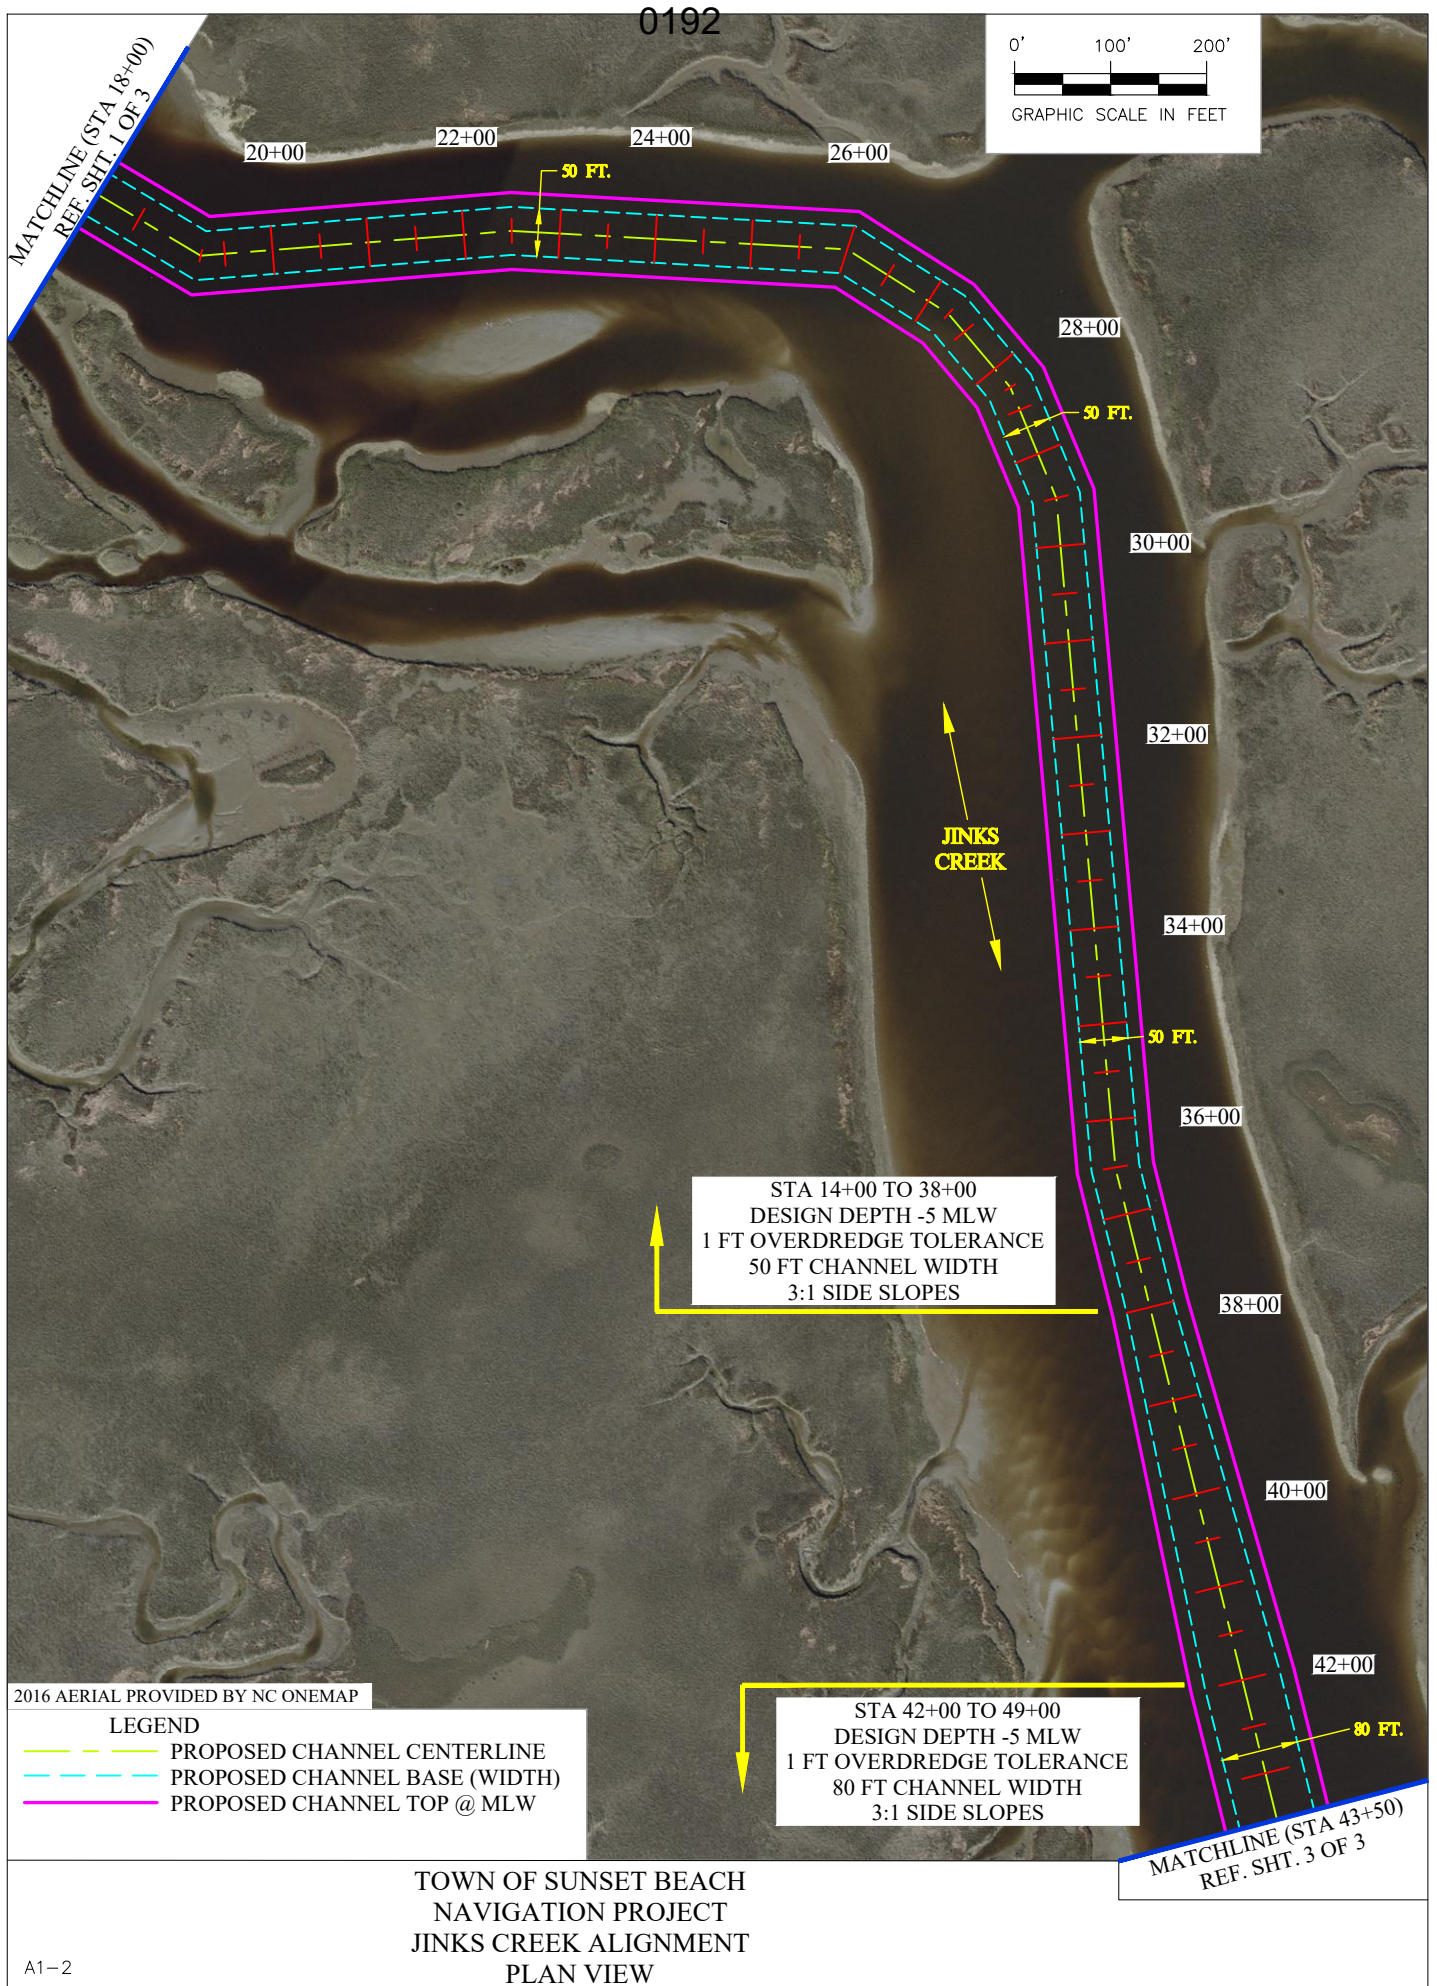 0192
0' 100' 200'
GRAPHIC SCALE IN FEET
MATCHLINE (STA 18+00)
REF. SHT. 1 OF 3
20+00
22+00
24+00
26+00
50 FT.
28+00
50 FT.
30+00
32+00
JINKS
CREEK
34+00
50 FT.
36+00
STA 14+00 TO 38+00
DESIGN DEPTH -5 MLW
1 FT OVERDREDGE TOLERANCE
50 FT CHANNEL WIDTH
3:1 SIDE SLOPES
38+00
40+00
42+00
STA 42+00 TO 49+00
DESIGN DEPTH -5 MLW
1 FT OVERDREDGE TOLERANCE
80 FT CHANNEL WIDTH
3:1 SIDE SLOPES
80 FT.
2016 AERIAL PROVIDED BY NC ONEMAP
LEGEND
PROPOSED CHANNEL CENTERLINE
PROPOSED CHANNEL BASE (WIDTH)
PROPOSED CHANNEL TOP @ MLW
MATCHLINE (STA 43+50)
REF. SHT. 3 OF 3
TOWN OF SUNSET BEACH
NAVIGATION PROJECT
JINKS CREEK ALIGNMENT
PLAN VIEW
A1-2